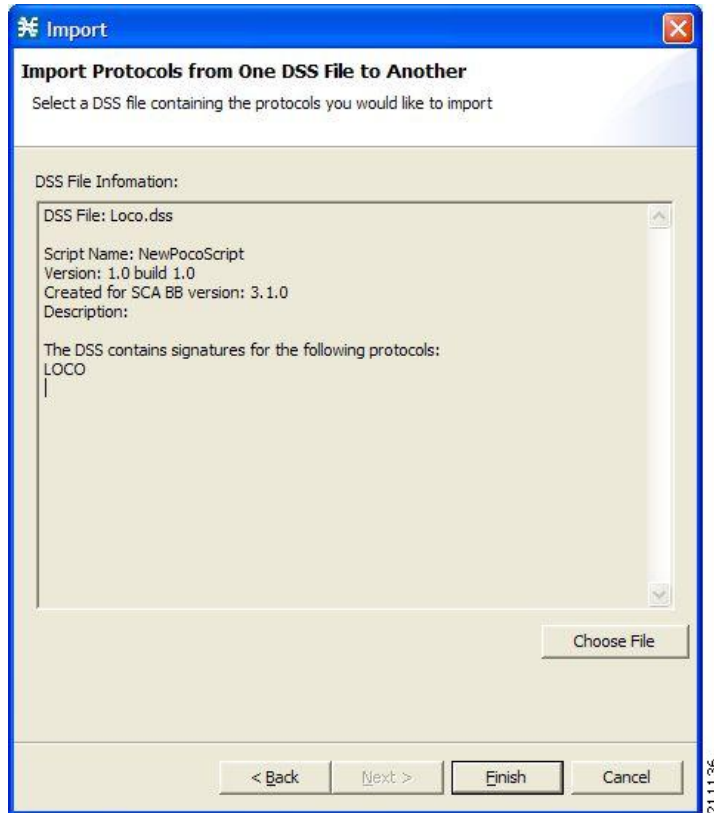 Import
Import Protocols from One DSS File to Another
Select a DSS file containing the protocols you would like to import
DSS File Infomation:
DSS File: Loco.dss
Script Name: NewPocoScript
Version: 1.0 build 1.0
Created for SCA BB version: 3.1.0
Description:
The DSS contains signatures for the following protocols:
LOCO
Choose File
< Back
Next >
Finish
Cancel
211136